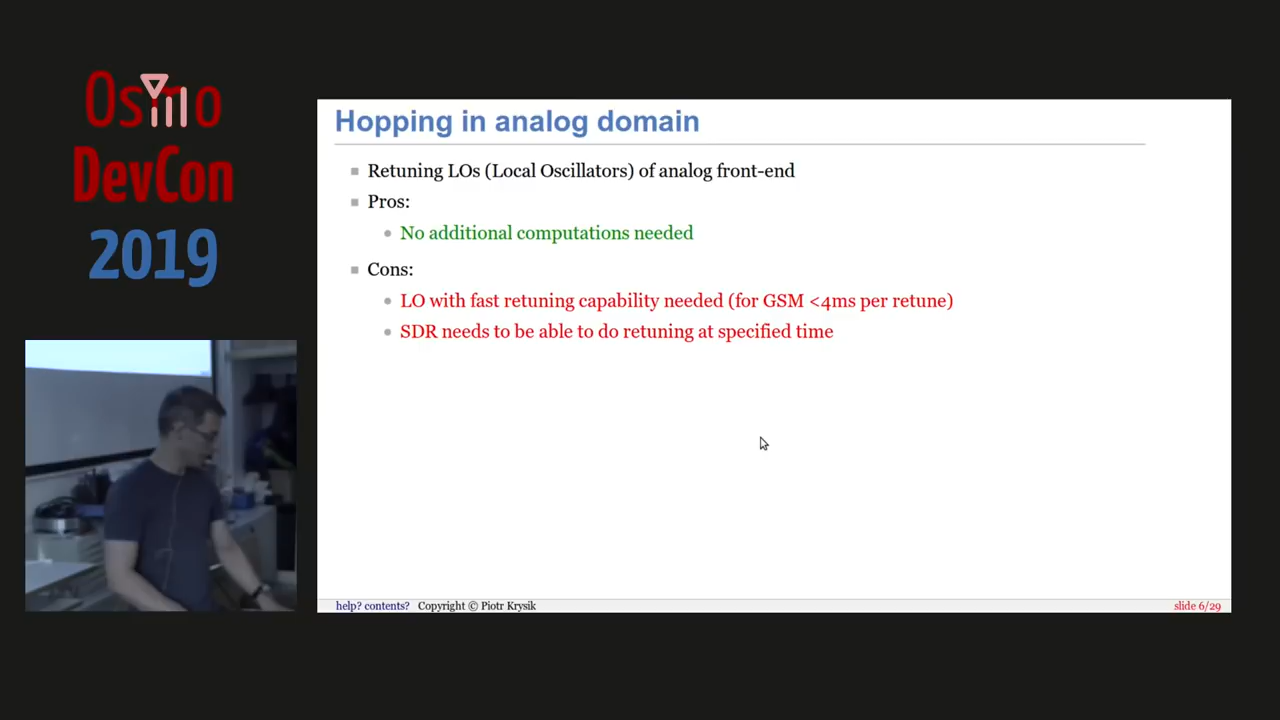 Osmo
DevCon
2019
Hopping in analog domain
Retuning LOs (Local Oscillators) of analog front-end
Pros:
No additional computations needed
Cons:
LO with fast retuning capability needed (for GSM <4ms per retune)
SDR needs to be able to do retuning at specified time
help? contents? Copyright © Piotr Krysik
slide 6/29